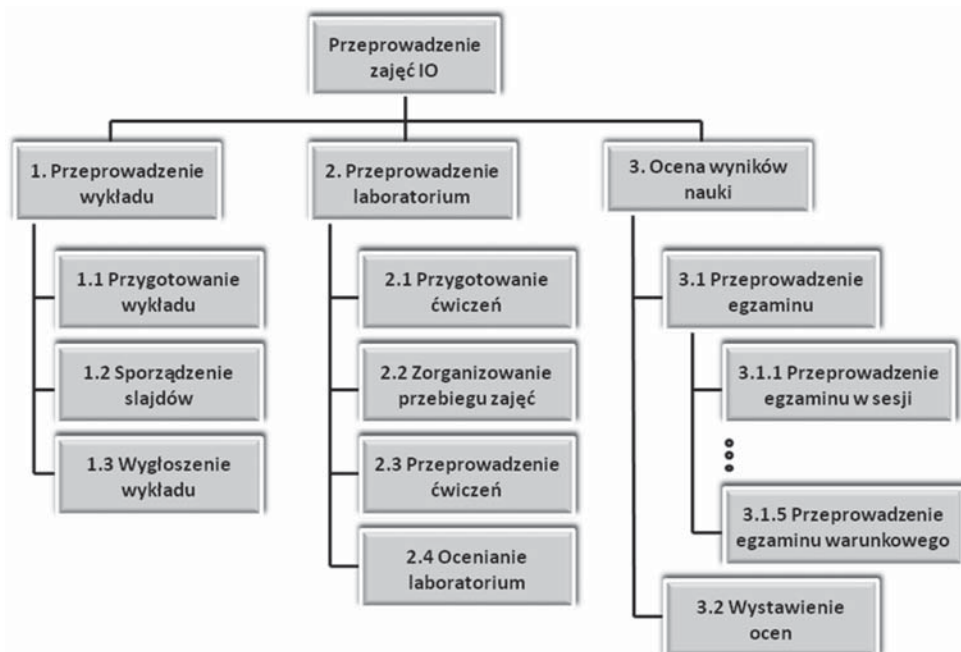 Przeprowadzenie
zajęć IO
1. Przeprowadzenie
wykładu
1.1 Przygotowanie
wykładu
1.2 Sporządzenie
slajdów
1.3 Wygłoszenie
wykładu
2. Przeprowadzenie
laboratorium
2.1 Przygotowanie
ćwiczeń
2.2 Zorganizowanie
przebiegu zajęć
2.3 Przeprowadzenie
ćwiczeń
2.4 Ocenianie
laboratorium
3. Ocena wyników
nauki
3.1 Przeprowadzenie
egzaminu
3.1.1 Przeprowadzenie
egzaminu w sesji
3.1.5 Przeprowadzenie
egzaminu warunkowego
3.2 Wystawienie
ocen